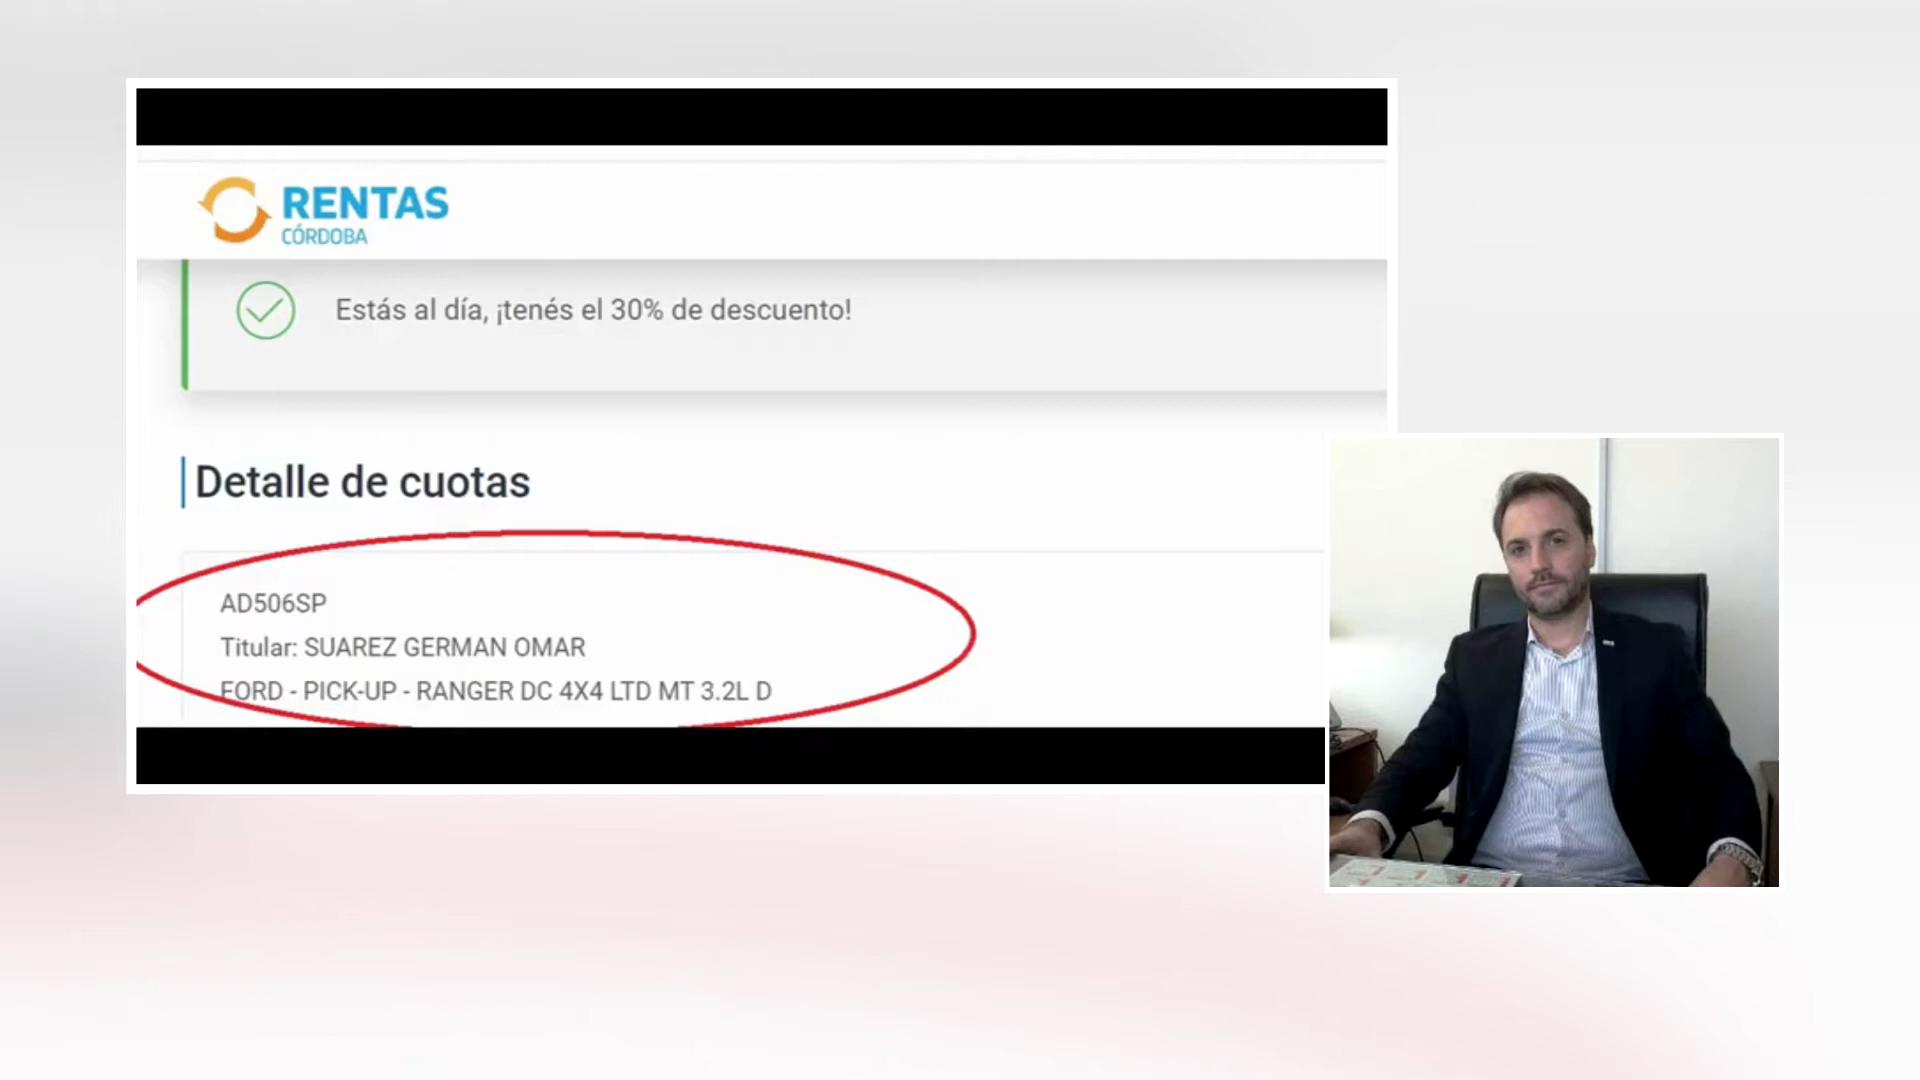 RENTAS
CÓRDOBA
Estás al día, ¡tenés el 30% de descuento!
Detalle de cuotas
AD506SP
Titular: SUAREZ GERMAN OMAR
FORD - PICK-UP - RANGER DC 4X4 LTD MT 3.2L D